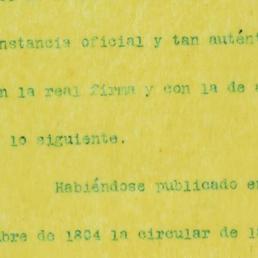 nstancia oficial y tan autént
n la real firma y con la de
lo siguiente.
Habiéndose publicado e
bre de 1804 la circular de 1